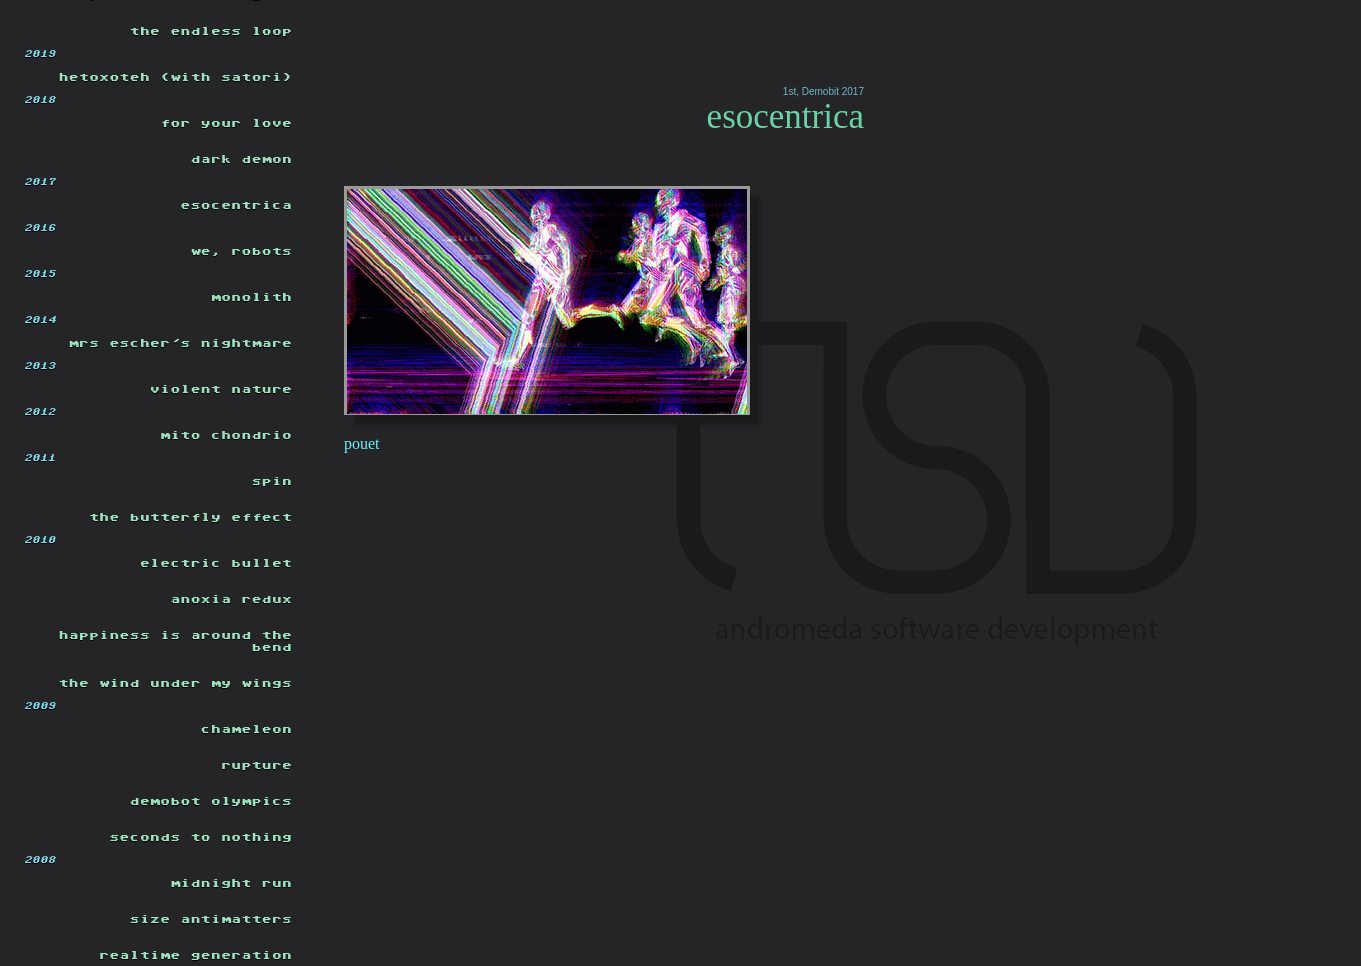 the endless loop
2019
hetoxoteh (with satori)
2018
for your love
dark demon
2017
esocentrica
2016
we, robots
2015
monolith
2014
mrs escher's nightmare
2013
violent nature
2012
mito chondrio
2011
spin
the butterfly effect
2010
electric bullet
anoxia redux
happiness is around the
bend
the wind under my wings
2009
chameleon
rupture
demobot olympics
seconds to nothing
2008
midnight run
size antimatters
realtime generation
1st, Demobit 2017
esocentrica
pouet
ASD
andromeda software development